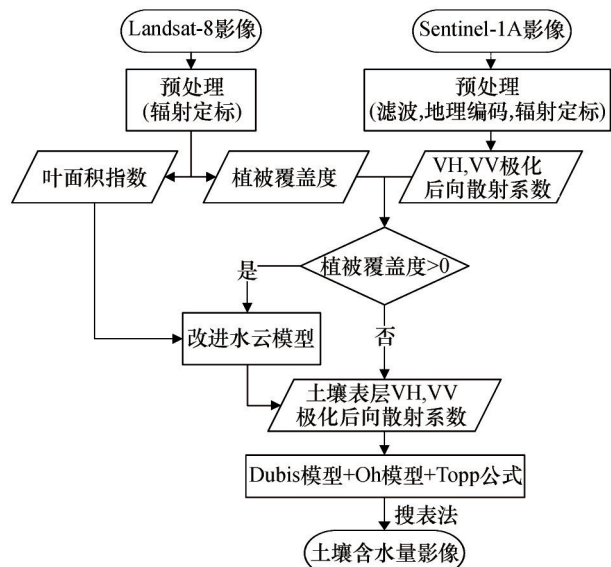 Landsat-8影像
Sentinel-1A影像
预处理
(辐射定标)
预处理
(滤波,地理编码,辐射定标)
叶面积指数
植被覆盖度
VH,VV极化
后向散射系数
植被覆盖度>0
是
改进水云模型
否
土壤表层VH,VV
极化后向散射系数
Dubis模型+Oh模型+Topp公式
搜表法
土壤含水量影像